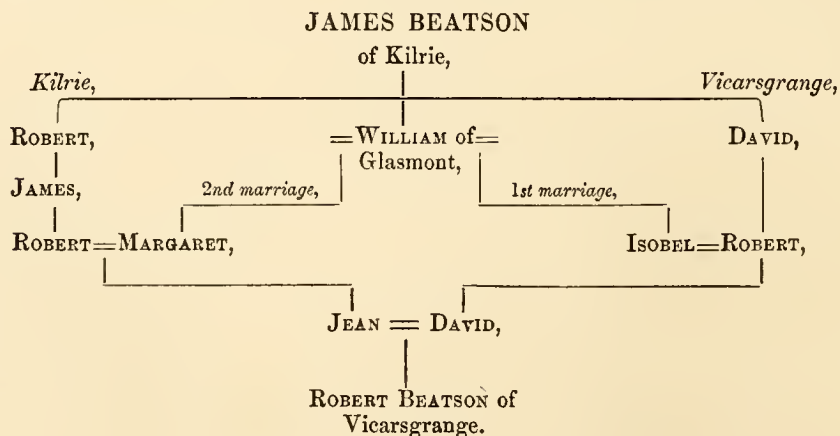 JAMES BEATSON
of Kilrie,
Kilrie, Vicarsgrange,
ROBERT, =WILLIAM of= DAVID,
Glasmont,
JAMES, 2nd marriage, 1st marriage,
ROBERT=MARGARET, ISOBEL=ROBERT,
JEAN = DAVID,
ROBERT BEATSON of
Vicarsgrange.